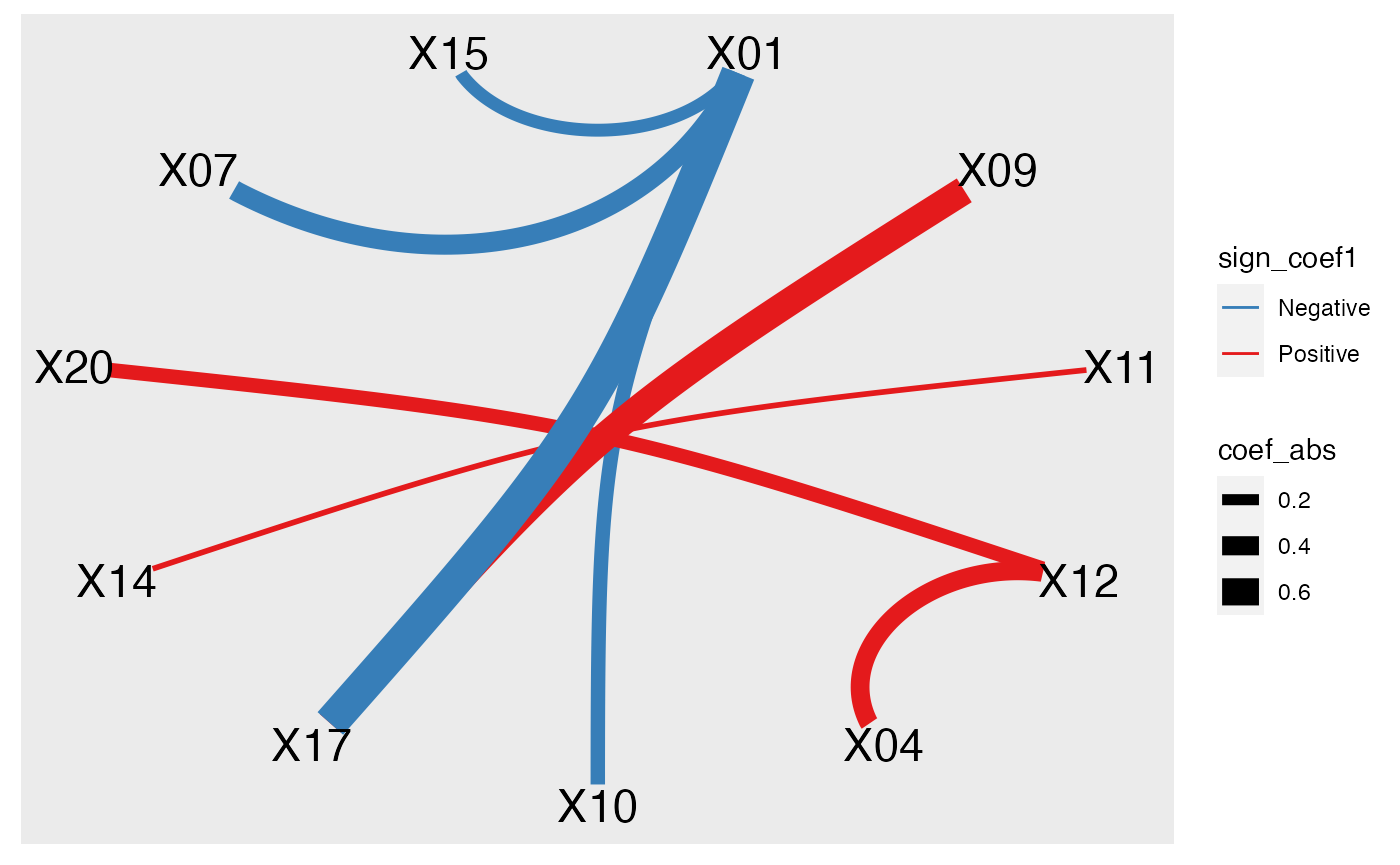 X15
X01
X07
X09
X20
X11
X14
X12
X17
X04
X10
sign_coef1
Negative
Positive
coef_abs
0.2
0.4
0.6